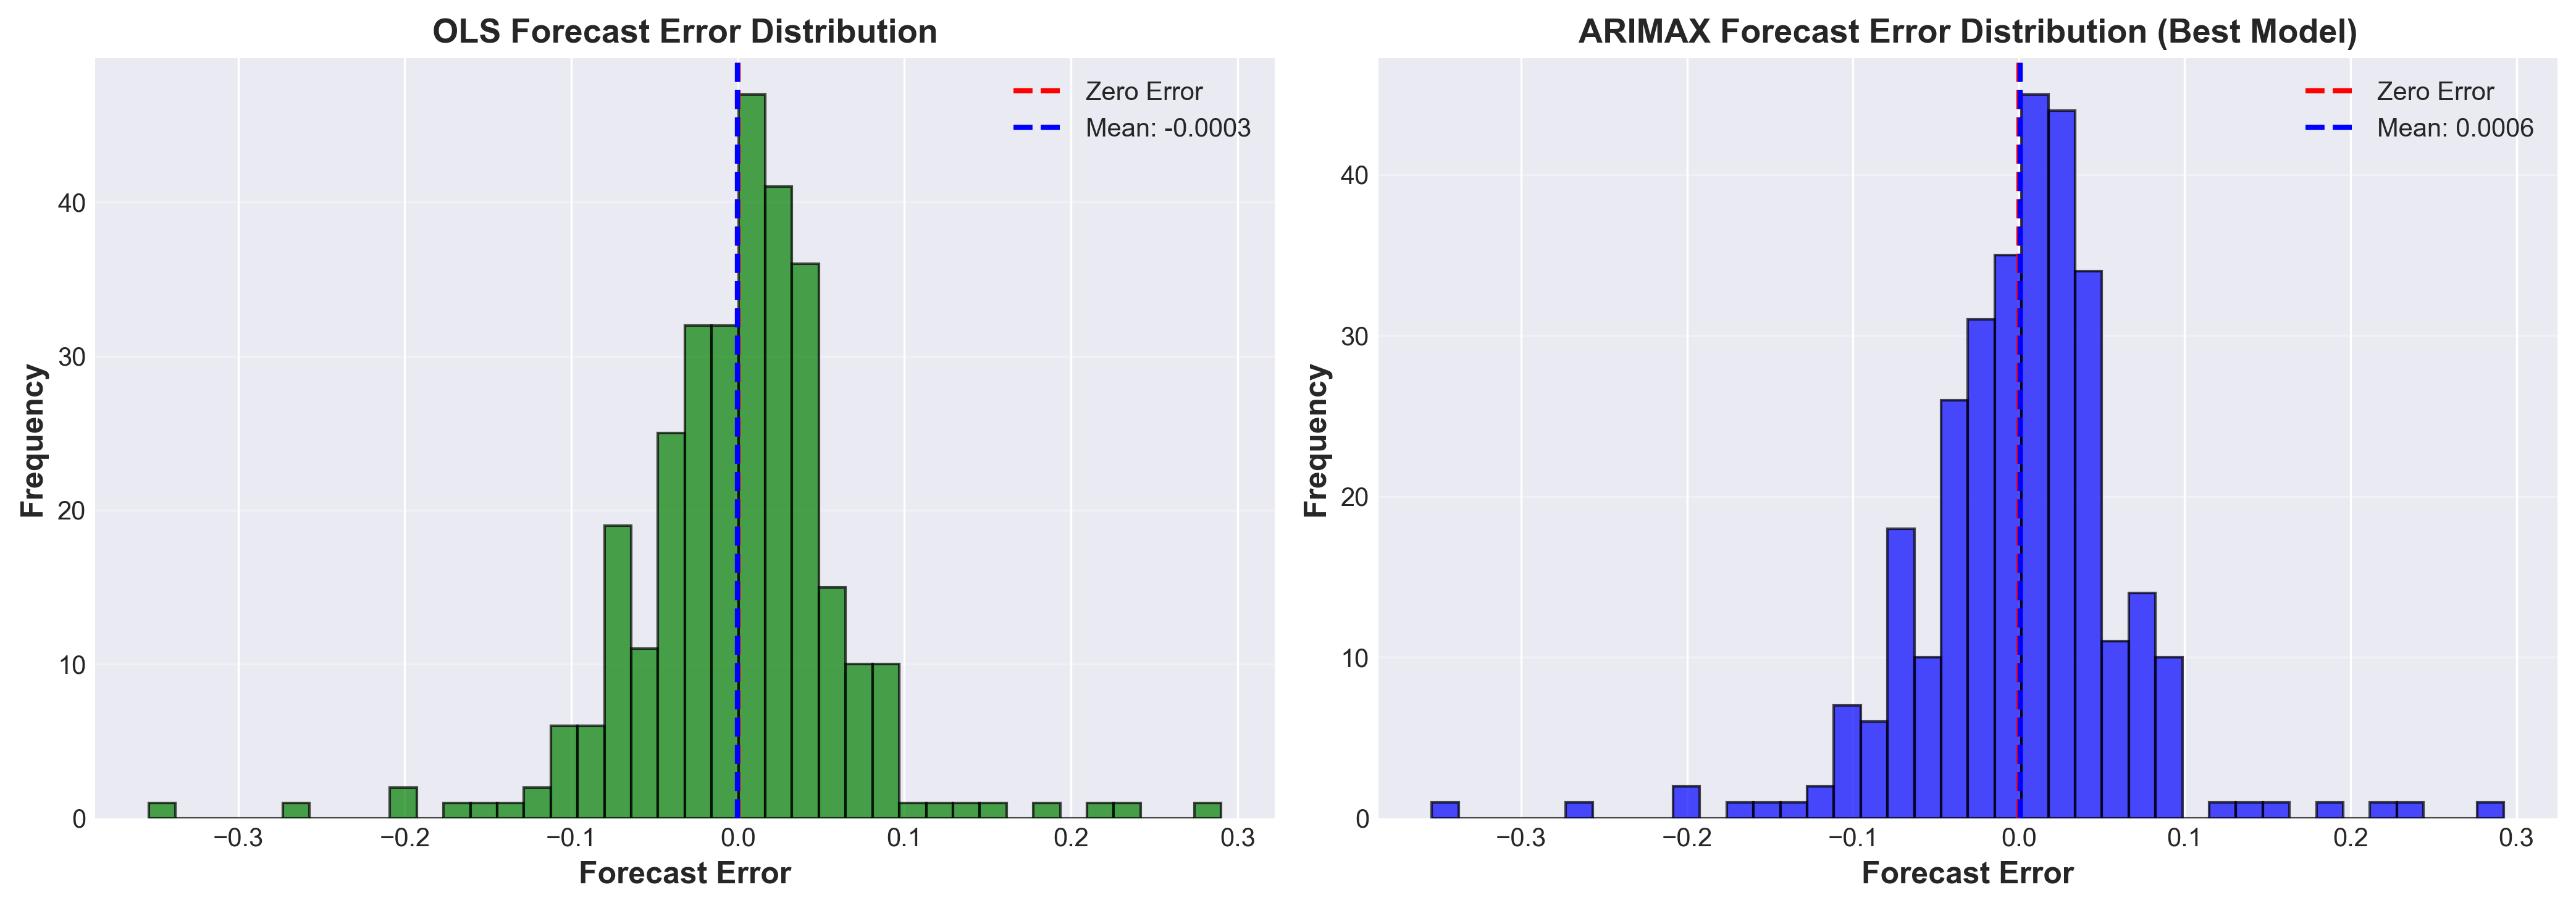 OLS Forecast Error Distribution
Zero Error
Mean: -0.0003
Frequency
40
30
20
10
0
−0.3
−0.2
−0.1
0.0
0.1
0.2
0.3
Forecast Error
ARIMAX Forecast Error Distribution (Best Model)
Zero Error
Mean: 0.0006
Frequency
40
30
20
10
0
−0.3
−0.2
−0.1
0.0
0.1
0.2
0.3
Forecast Error